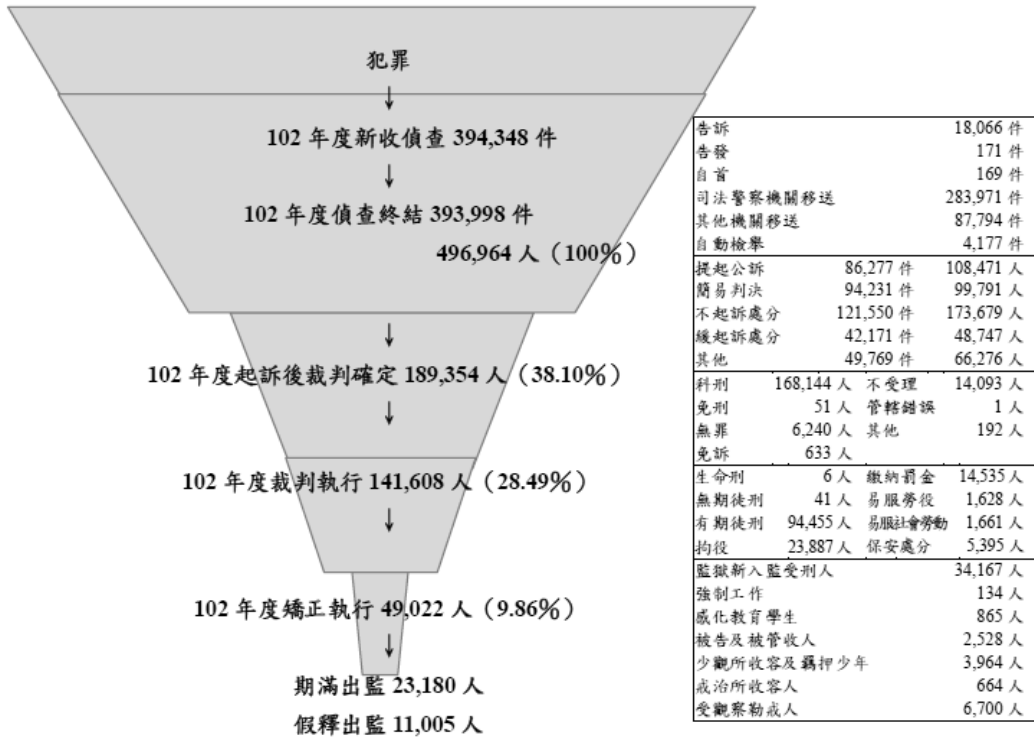 犯罪
↓
102 年度新收偵查 394,348 件
↓
102 年度偵查終結 393,998 件
496,964 人（100%）
↓
102 年度起訴後裁判確定 189,354 人（38.10%）
↓
102 年度裁判執行 141,608 人（28.49%）
↓
102 年度矯正執行 49,022 人（9.86%）
↓
期滿出監 23,180 人
假釋出監 11,005 人
告訴 18,066 件
告發 171 件
自首 169 件
司法警察機關移送 283,971 件
其他機關移送 87,794 件
自動檢舉 4,177 件
提起公訴 86,277 件 108,471 人
簡易判決 94,231 件 99,791 人
不起訴處分 121,550 件 173,679 人
緩起訴處分 42,171 件 48,747 人
其他 49,769 件 66,276 人
科刑 168,144 人 不受理 14,093 人
免刑 51 人 管轄錯誤 1 人
無罪 6,240 人 其他 192 人
免訴 633 人
生命刑 6 人 繳納罰金 14,535 人
無期徒刑 41 人 易服勞役 1,628 人
有期徒刑 94,455 人 易服社會勞動 1,661 人
拘役 23,887 人 保安處分 5,395 人
監獄新入監受刑人 34,167 人
強制工作 134 人
感化教育學生 865 人
被告及被管收人 2,528 人
少觀所收容及羈押少年 3,964 人
戒治所收容人 664 人
受觀察勒戒人 6,700 人